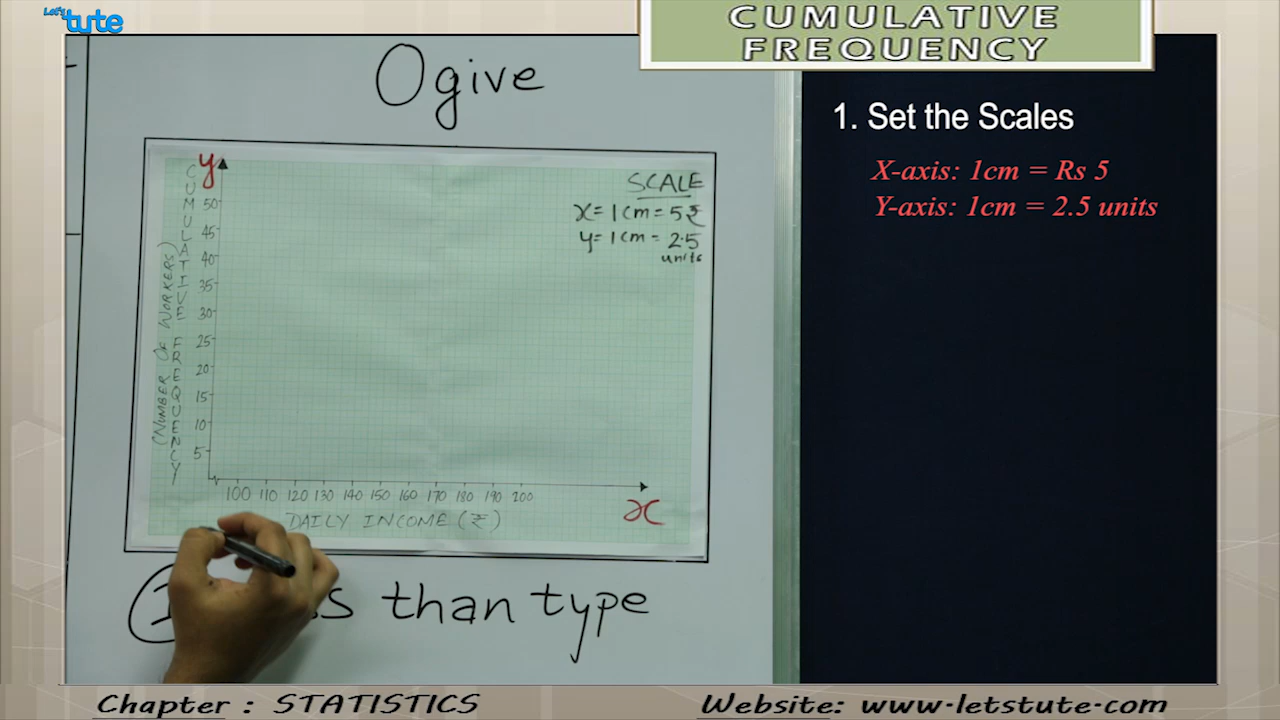 Let's
tute
CUMULATIVE
FREQUENCY
Ogive
y
CUMULATIVE FREQUENCY
(NUMBER OF WORKERS)
50
45
40
35
30
25
20
15
10
5
100 110 120 130 140 150 160 170 180 190 200
DAILY INCOME (₹)
x
SCALE
x= 1cm = 5₹
y= 1cm = 2.5
units
than type
1. Set the Scales
X-axis: 1cm = Rs 5
Y-axis: 1cm = 2.5 units
Chapter : STATISTICS
Website: www-letstute-com